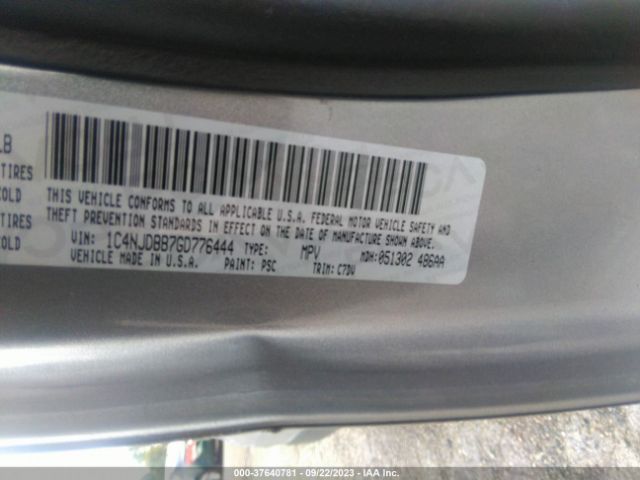 LB
TIRES
COLD
TIRES
COLD
THIS VEHICLE CONFORMS TO ALL APPLICABLE U.S.A. FEDERAL MOTOR VEHICLE SAFETY AND
THEFT PREVENTION STANDARDS IN EFFECT ON THE DATE OF MANUFACTURE SHOWN ABOVE.
VIN: 1C4NJDBB7GD776444 TYPE: MPV MDH:051302 486AA
VEHICLE MADE IN U.S.A. PAINT: PSC TRIM: C7DV
000-37640781 - 09/22/2023 - IAA Inc.